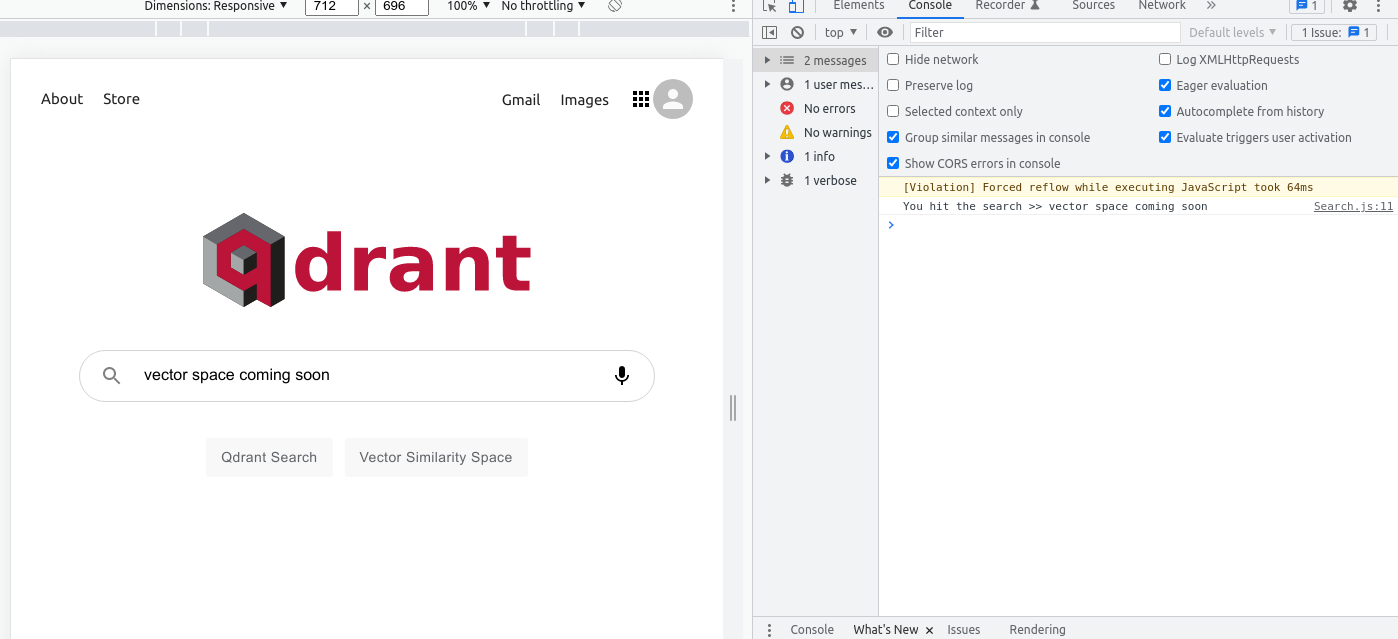 Dimensions: Responsive ▼ 712 × 696 100% ▼ No throttling ▼
About Store Gmail Images
qdrant
vector space coming soon
Qdrant Search Vector Similarity Space
Elements Console Recorder Sources Network » 1
top ▼ Filter Default levels ▼ 1 Issue: 1
2 messages
1 user mes…
No errors
No warnings
1 info
1 verbose
Hide network Log XMLHttpRequests
Preserve log Eager evaluation
Selected context only Autocomplete from history
Group similar messages in console Evaluate triggers user activation
Show CORS errors in console
[Violation] Forced reflow while executing JavaScript took 64ms
You hit the search >> vector space coming soon Search.js:11
>
Console What's New × Issues Rendering